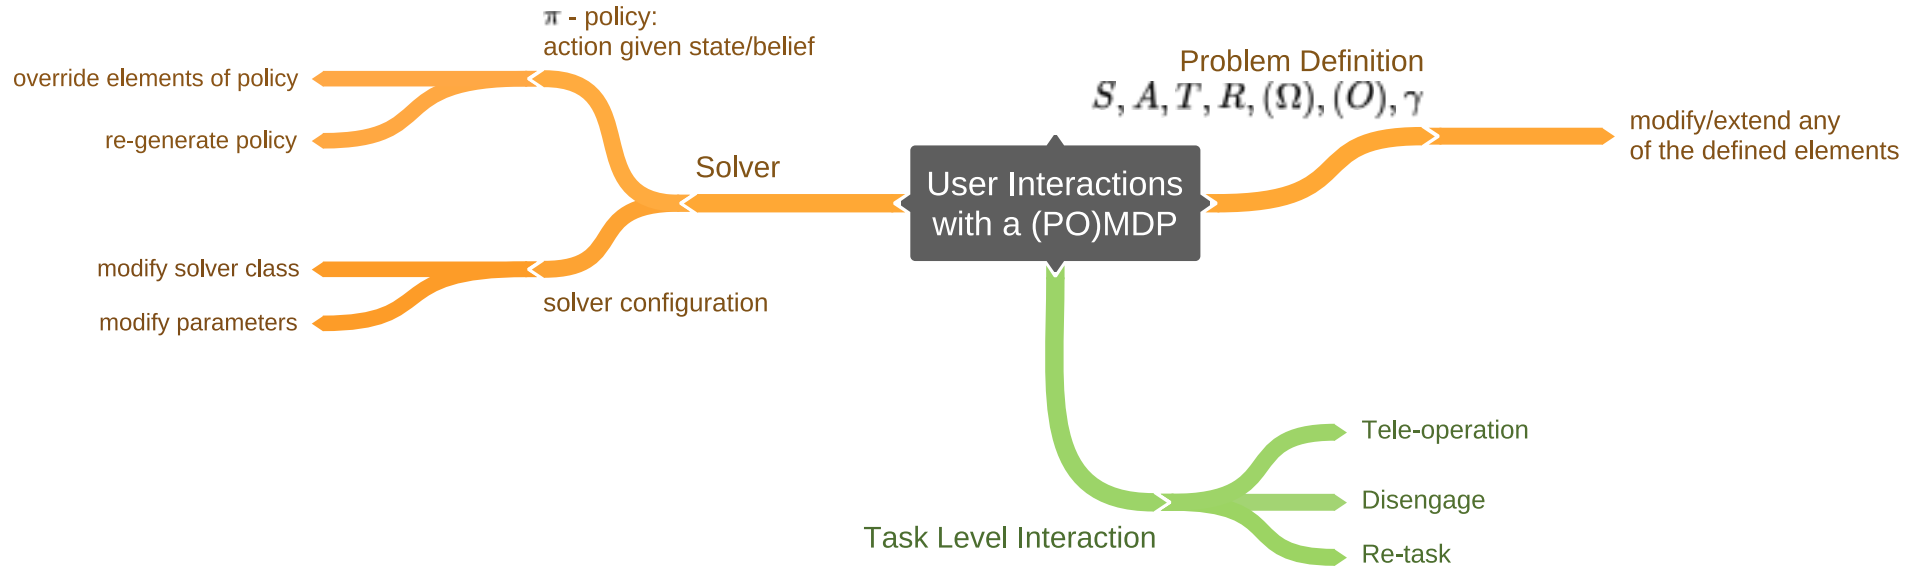 π - policy:
action given state/belief
override elements of policy
re-generate policy
Solver
modify solver class
modify parameters
solver configuration
User Interactions
with a (PO)MDP
Problem Definition
S, A, T, R, (Ω), (O), γ
modify/extend any
of the defined elements
Task Level Interaction
Tele-operation
Disengage
Re-task